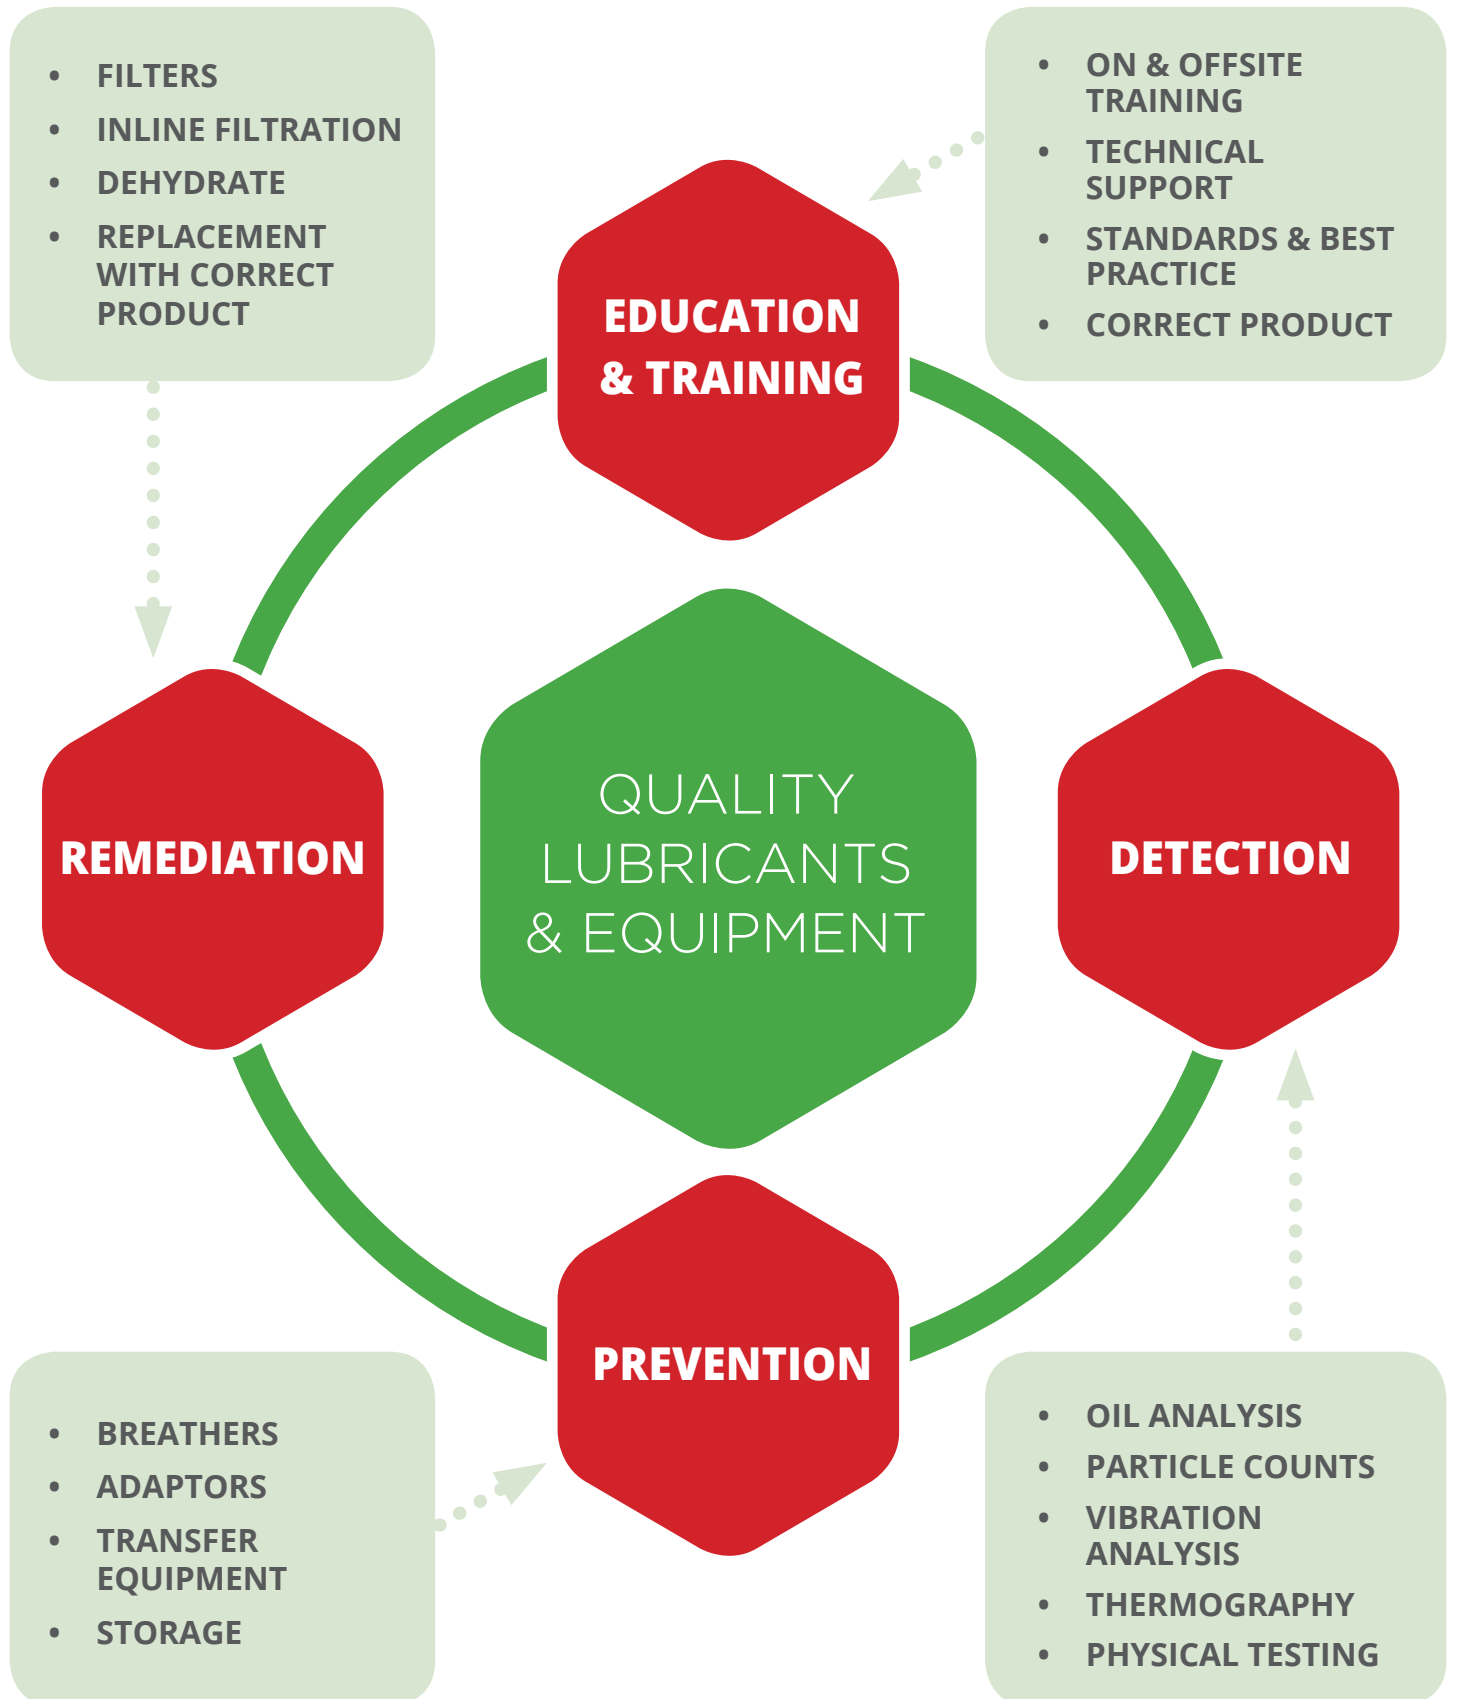 • FILTERS
• INLINE FILTRATION
• DEHYDRATE
• REPLACEMENT
WITH CORRECT
PRODUCT
• ON & OFFSITE
TRAINING
• TECHNICAL
SUPPORT
• STANDARDS & BEST
PRACTICE
• CORRECT PRODUCT
EDUCATION
& TRAINING
REMEDIATION
QUALITY
LUBRICANTS
& EQUIPMENT
DETECTION
PREVENTION
• BREATHERS
• ADAPTORS
• TRANSFER
EQUIPMENT
• STORAGE
• OIL ANALYSIS
• PARTICLE COUNTS
• VIBRATION
ANALYSIS
• THERMOGRAPHY
• PHYSICAL TESTING